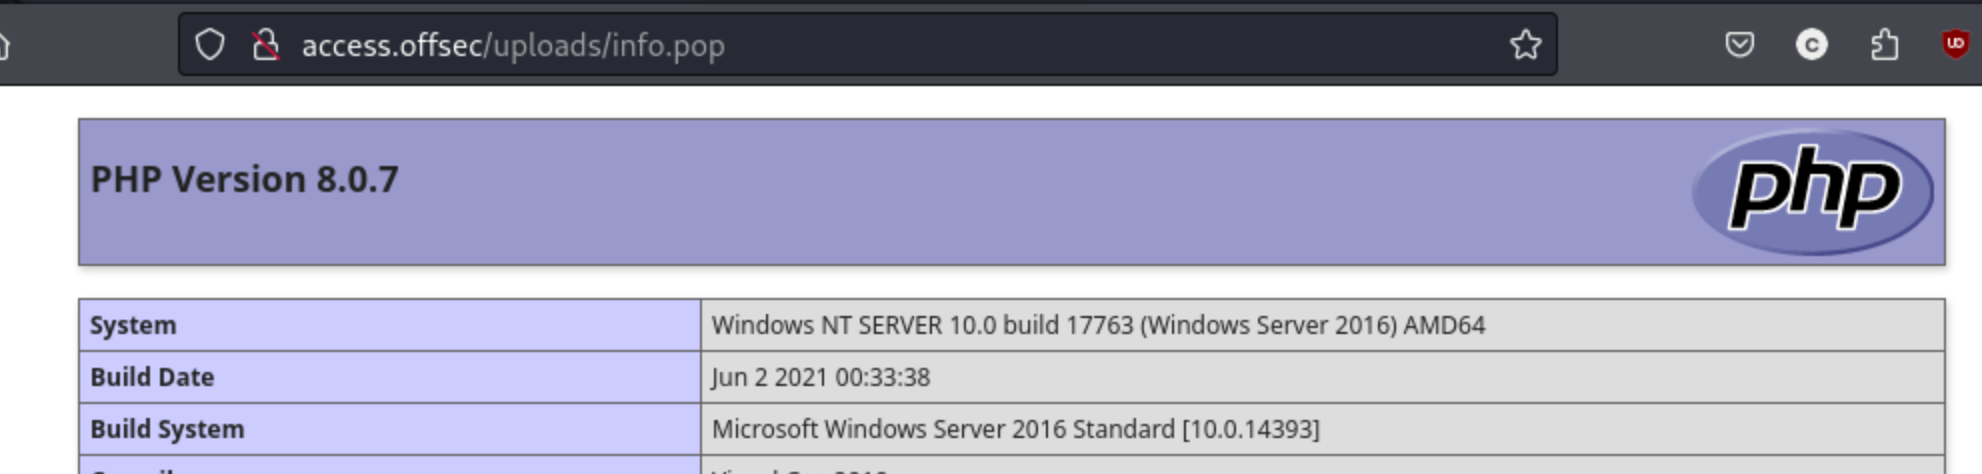 access.offsec/uploads/info.pop
C
UD
PHP Version 8.0.7
php
System Windows NT SERVER 10.0 build 17763 (Windows Server 2016) AMD64
Build Date Jun 2 2021 00:33:38
Build System Microsoft Windows Server 2016 Standard [10.0.14393]